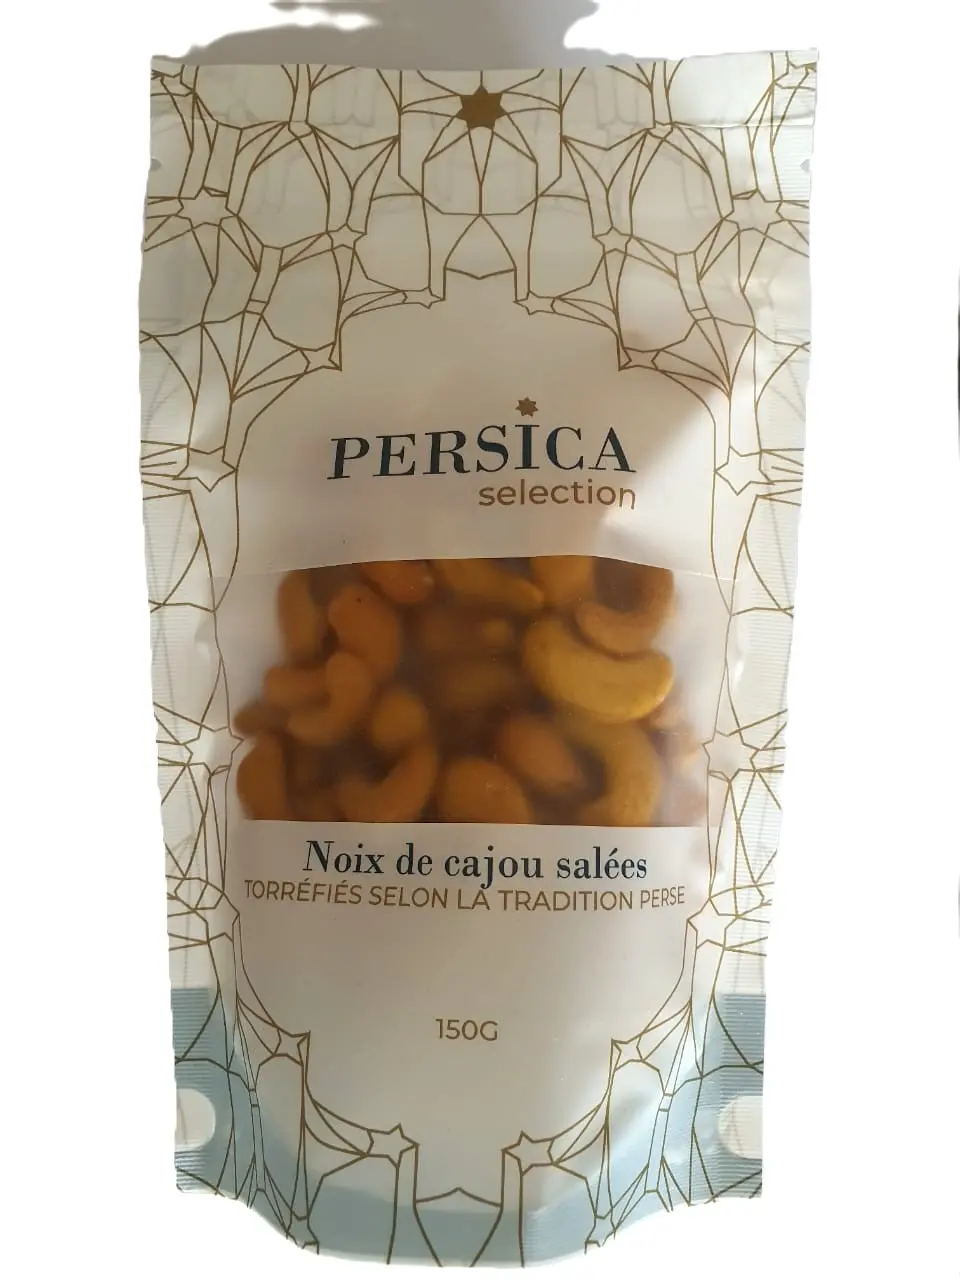 PERSICA
selection
Noix de cajou salées
TORRÉFIÉS SELON LA TRADITION PERSE
150G